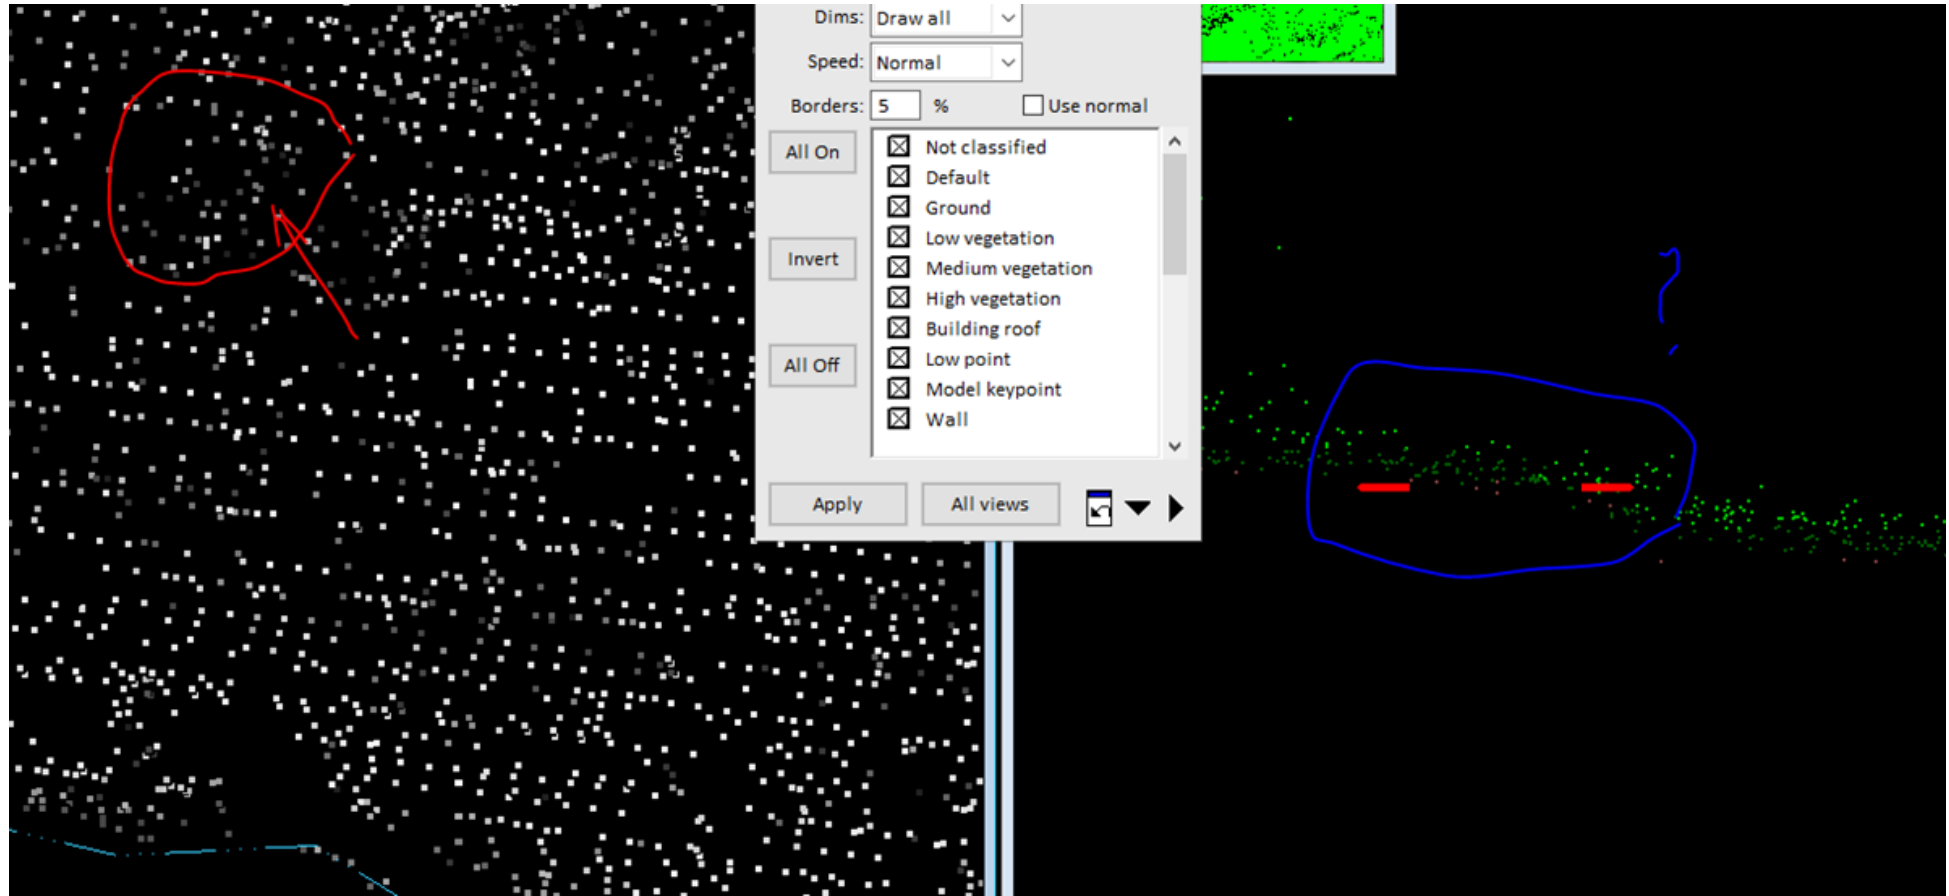 Dims: Draw all
Speed: Normal
Borders: 5 % Use normal
All On
Invert
All Off
Not classified
Default
Ground
Low vegetation
Medium vegetation
High vegetation
Building roof
Low point
Model keypoint
Wall
Apply All views
?